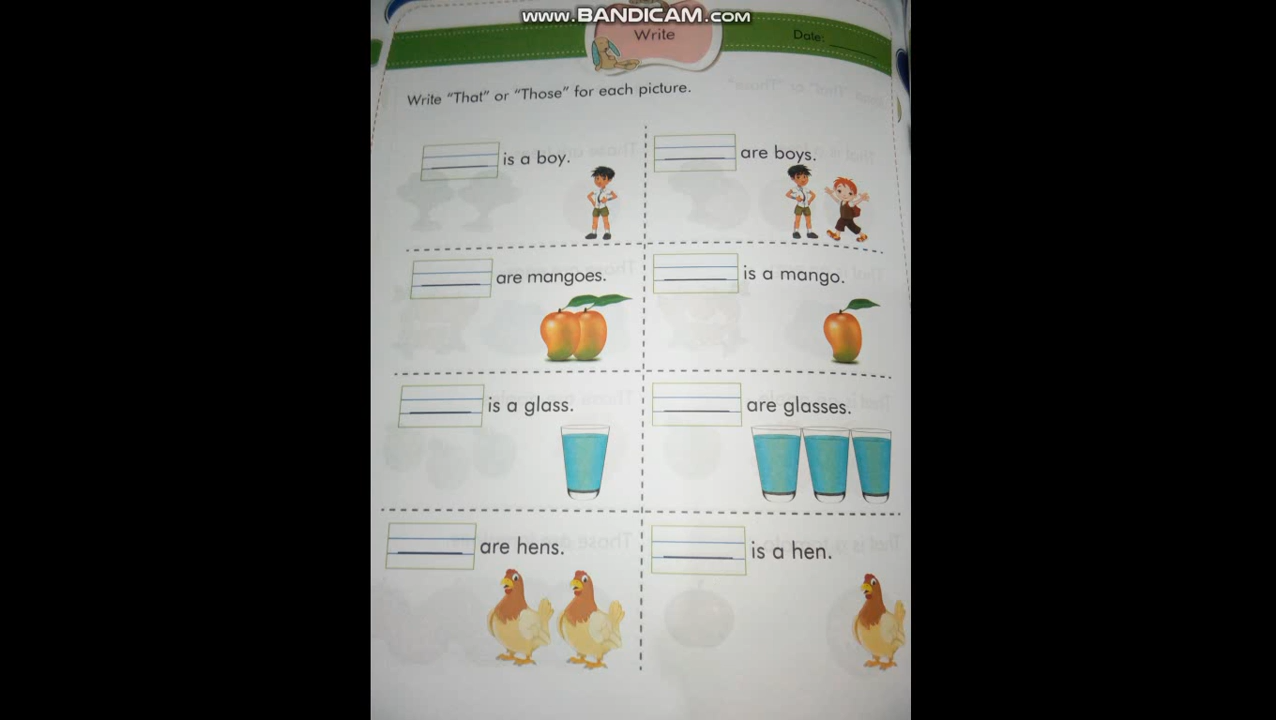 www.BANDICAM.com
Write
Date:
Write "That" or "Those" for each picture.
is a boy.
are boys.
are mangoes.
is a mango.
is a glass.
are glasses.
are hens.
is a hen.